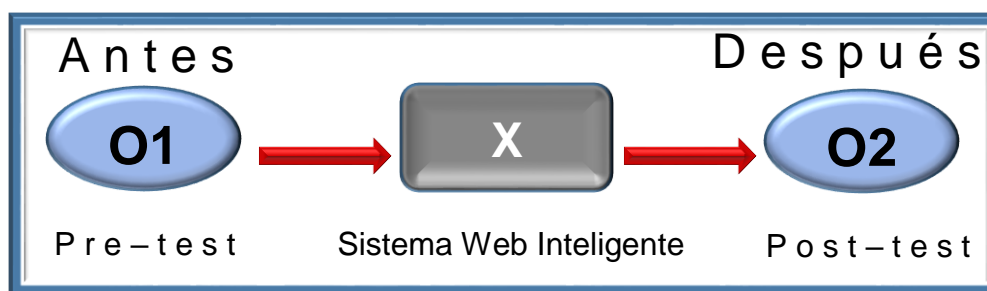 Antes Después
O1 X O2
Pre–test Sistema Web Inteligente Post–test